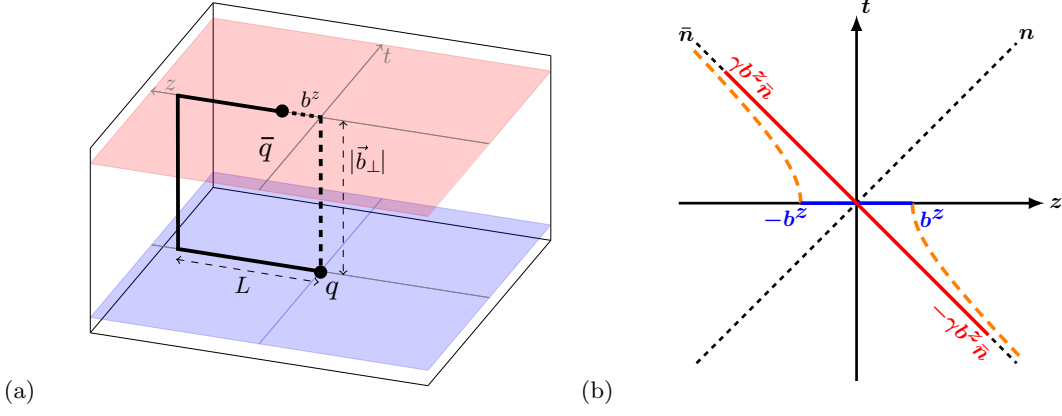 z
t
b^z
q̄
|b⃗_⊥|
L
q
(a)
t
n̄
n
γb^z n̄
z
−b^z
b^z
−γb^z n̄
(b)